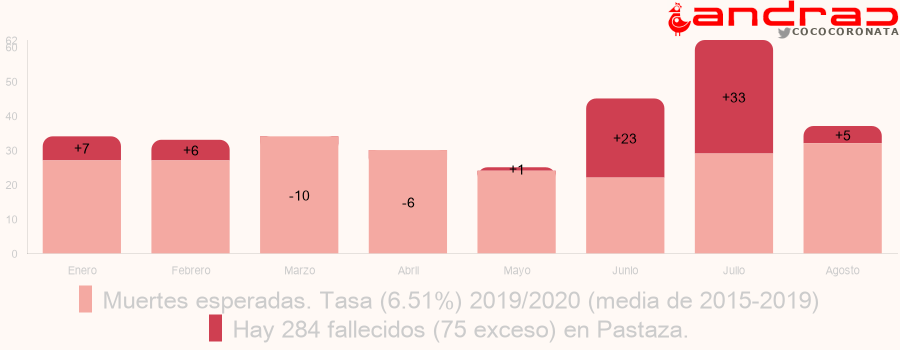 andrac
COCOCORONATA
62
60
50
40
30
20
10
0
+7
+6
-10
-6
+1
+23
+33
+5
Enero
Febrero
Marzo
Abril
Mayo
Junio
Julio
Agosto
Muertes esperadas. Tasa (6.51%) 2019/2020 (media de 2015-2019)
Hay 284 fallecidos (75 exceso) en Pastaza.